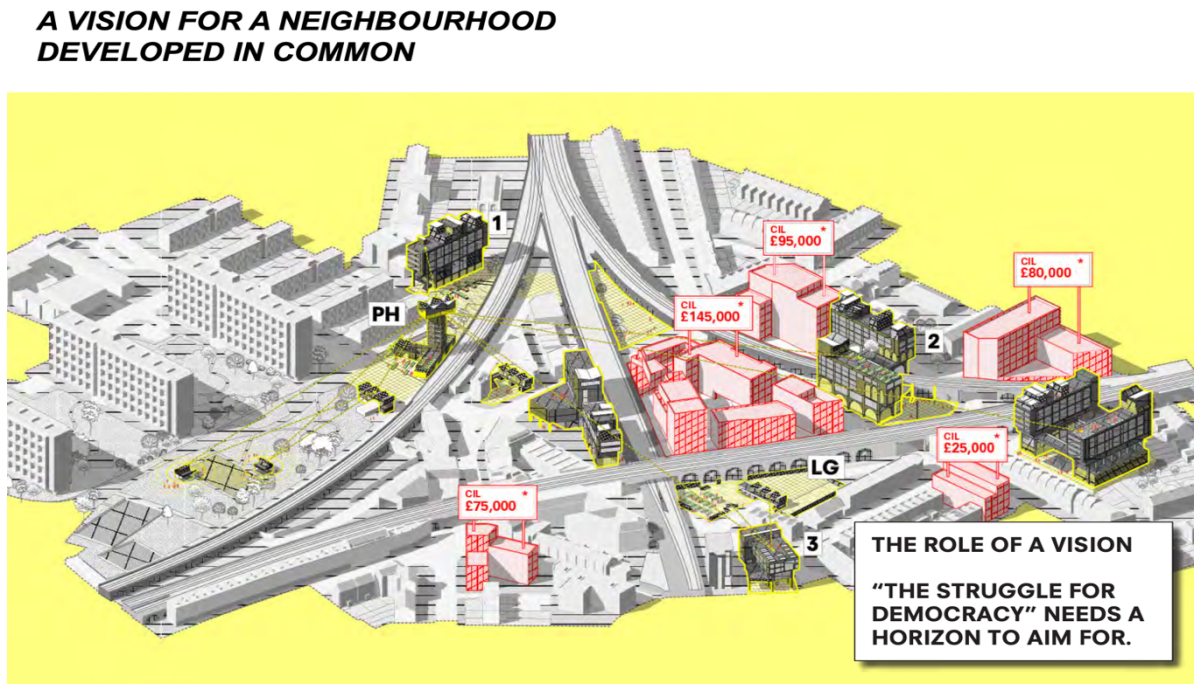 A VISION FOR A NEIGHBOURHOOD
DEVELOPED IN COMMON
1
CIL *
£95,000
CIL *
£80,000
PH
CIL *
£145,000
2
CIL *
£25,000
LG
CIL *
£75,000
3
THE ROLE OF A VISION
“THE STRUGGLE FOR
DEMOCRACY” NEEDS A
HORIZON TO AIM FOR.